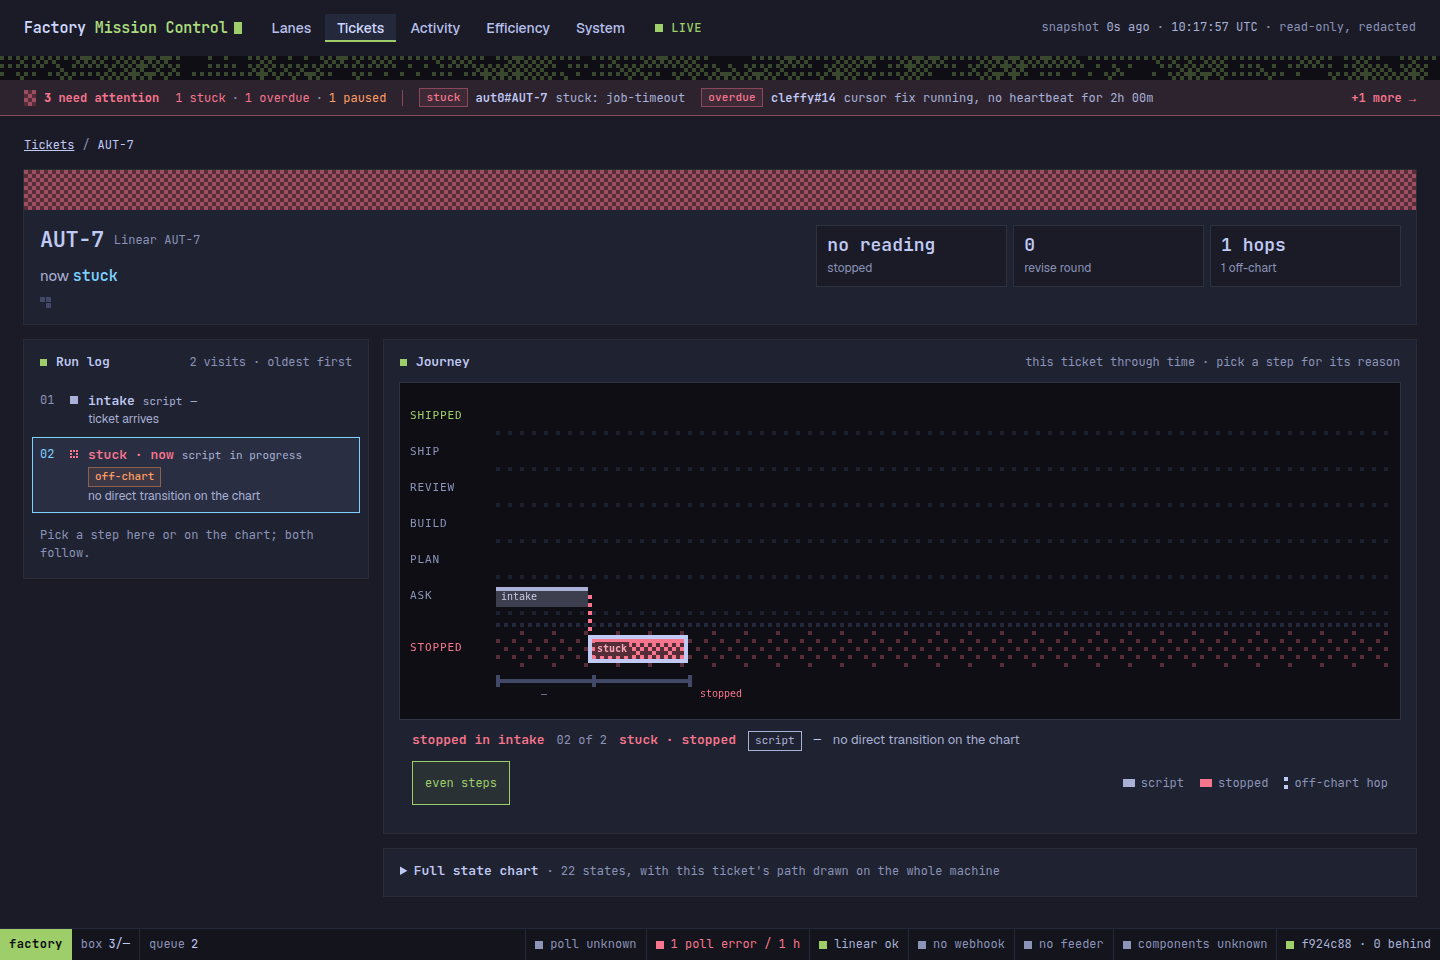 Factory Mission Control
Lanes Tickets Activity Efficiency System LIVE
snapshot 0s ago · 10:17:57 UTC · read-only, redacted
3 need attention 1 stuck · 1 overdue · 1 paused stuck aut0#AUT-7 stuck: job-timeout overdue cleffy#14 cursor fix running, no heartbeat for 2h 00m +1 more →
Tickets / AUT-7
AUT-7 Linear AUT-7
now stuck
no reading
stopped
0
revise round
1 hops
1 off-chart
Run log 2 visits · oldest first
01 intake script —
ticket arrives
02 stuck · now script in progress
off-chart
no direct transition on the chart
Pick a step here or on the chart; both
follow.
Journey this ticket through time · pick a step for its reason
SHIPPED
SHIP
REVIEW
BUILD
PLAN
ASK intake
STOPPED stuck
— stopped
stopped in intake 02 of 2 stuck · stopped script — no direct transition on the chart
even steps script stopped off-chart hop
▶ Full state chart · 22 states, with this ticket's path drawn on the whole machine
factory box 3/— queue 2 poll unknown 1 poll error / 1 h linear ok no webhook no feeder components unknown f924c88 · 0 behind